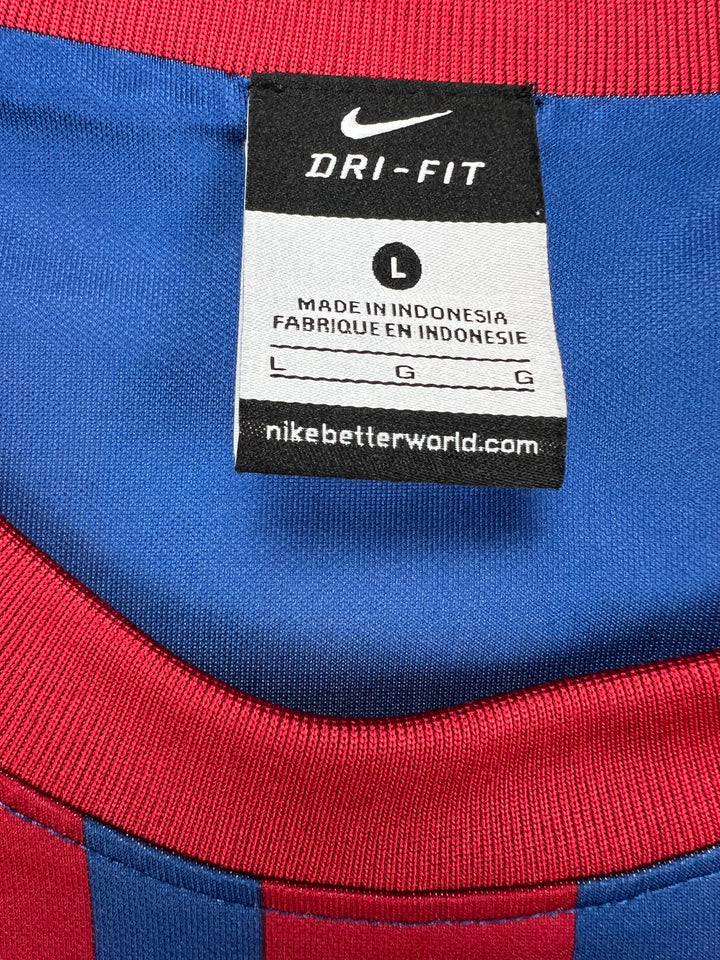 DRI-FIT
L
MADE IN INDONESIA
FABRIQUE EN INDONESIE
L G G
nikebetterworld.com